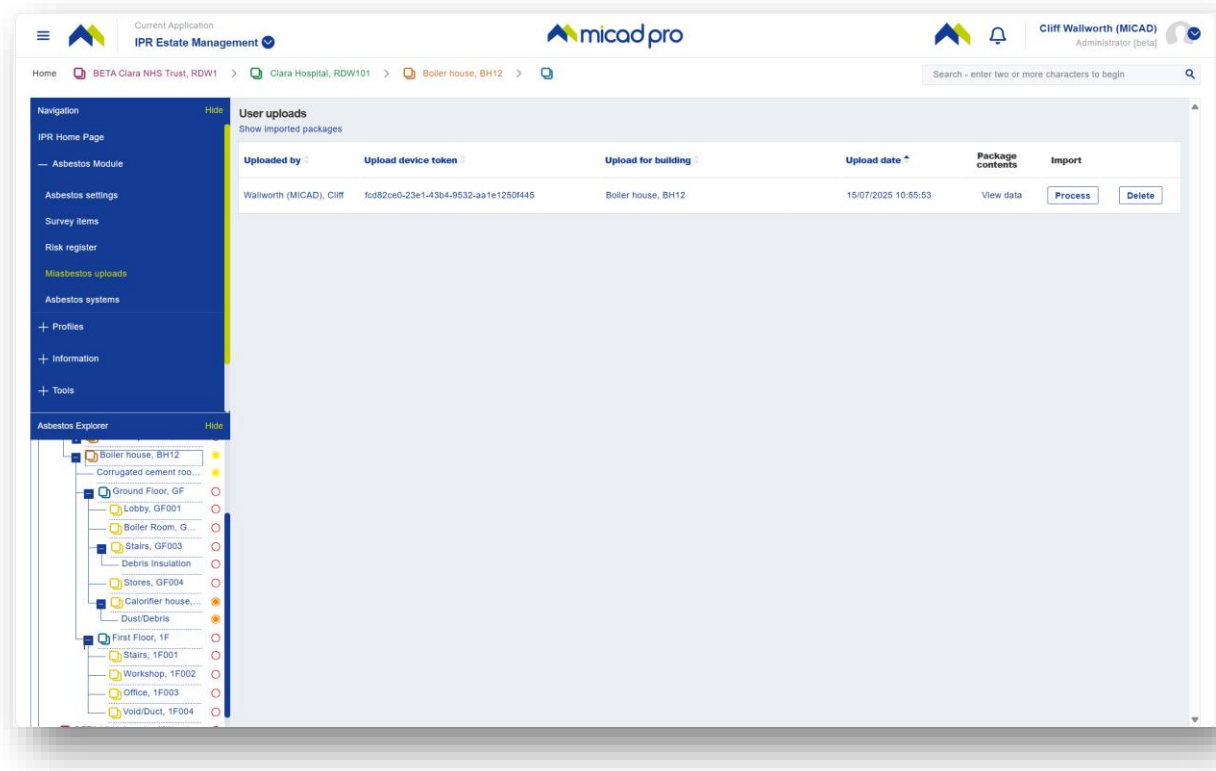 Current Application
IPR Estate Management
micad pro
Cliff Wallworth (MICAD)
Administrator [beta]
Home BETA Clara NHS Trust, RDW1 > Clara Hospital, RDW101 > Boiler house, BH12 >
Search - enter two or more characters to begin
Navigation Hide
IPR Home Page
Asbestos Module
Asbestos settings
Survey items
Risk register
Miasbestos uploads
Asbestos systems
Profiles
Information
Tools
User uploads
Show imported packages
Uploaded by Upload device token Upload for building Upload date Package contents Import
Wallworth (MICAD), Cliff fcd82ce0-23e1-43b4-9532-aa1e1250f445 Boiler house, BH12 15/07/2025 10:55:53 View data Process Delete
Asbestos Explorer Hide
Boiler house, BH12
Corrugated cement roo...
Ground Floor, GF
Lobby, GF001
Boiler Room, G...
Stairs, GF003
Debris Insulation
Stores, GF004
Calorifier house,...
Dust/Debris
First Floor, 1F
Stairs, 1F001
Workshop, 1F002
Office, 1F003
Void/Duct, 1F004